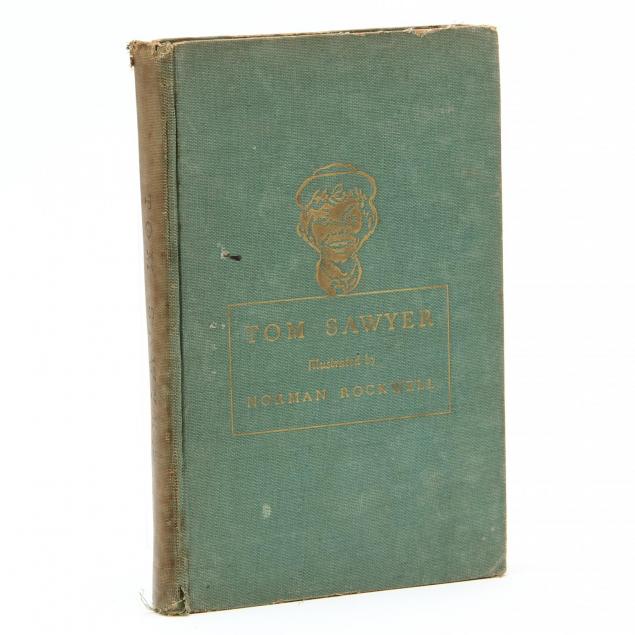 TOM SAWYER
Illustrated by
NORMAN ROCKWELL